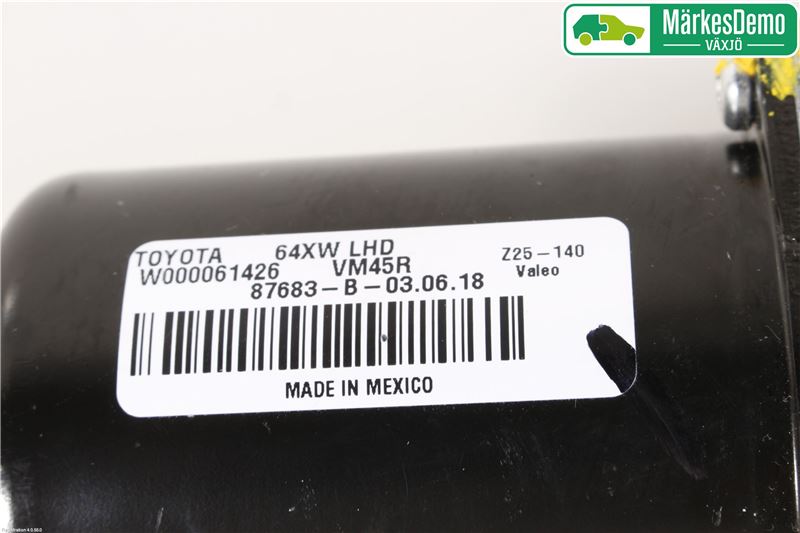 MärkesDemo
VÄXJÖ
TOYOTA 64XW LHD Z25-140
W000061426 VM45R Valeo
87683-B-03.06.18
MADE IN MEXICO